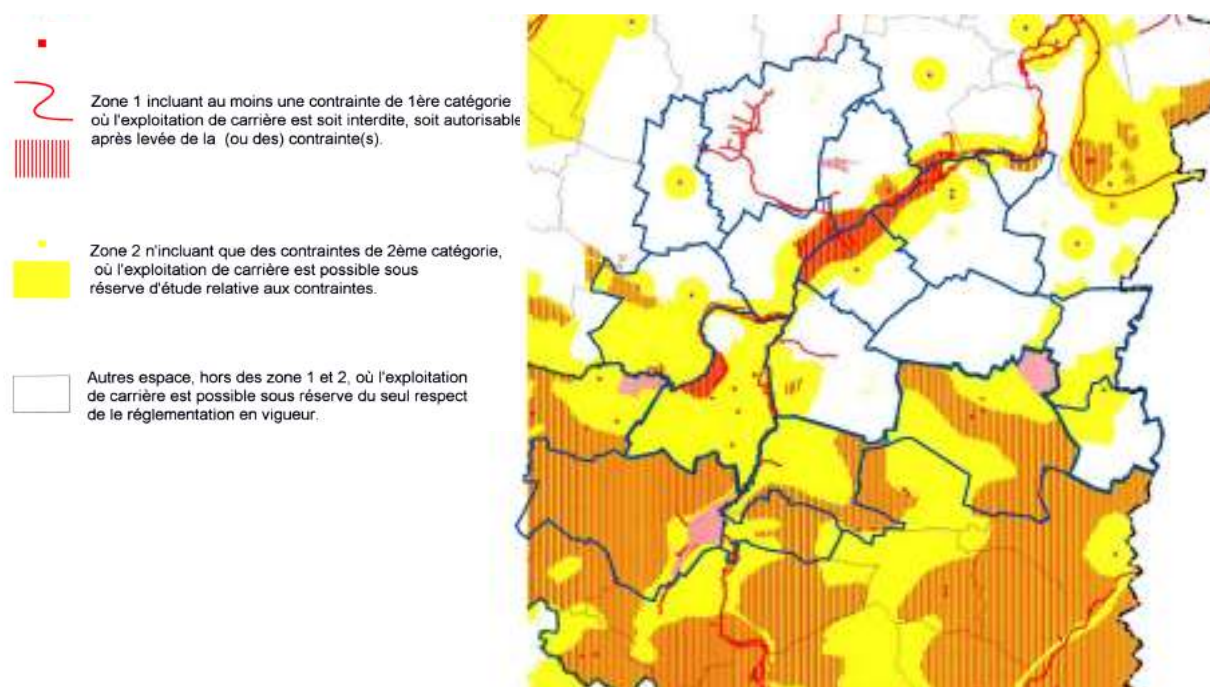 Zone 1 incluant au moins une contrainte de 1ère catégorie
où l'exploitation de carrière est soit interdite, soit autorisable
après levée de la (ou des) contrainte(s).
Zone 2 n'incluant que des contraintes de 2ème catégorie,
où l'exploitation de carrière est possible sous
réserve d'étude relative aux contraintes.
Autres espace, hors des zone 1 et 2, où l'exploitation
de carrière est possible sous réserve du seul respect
de le réglementation en vigueur.